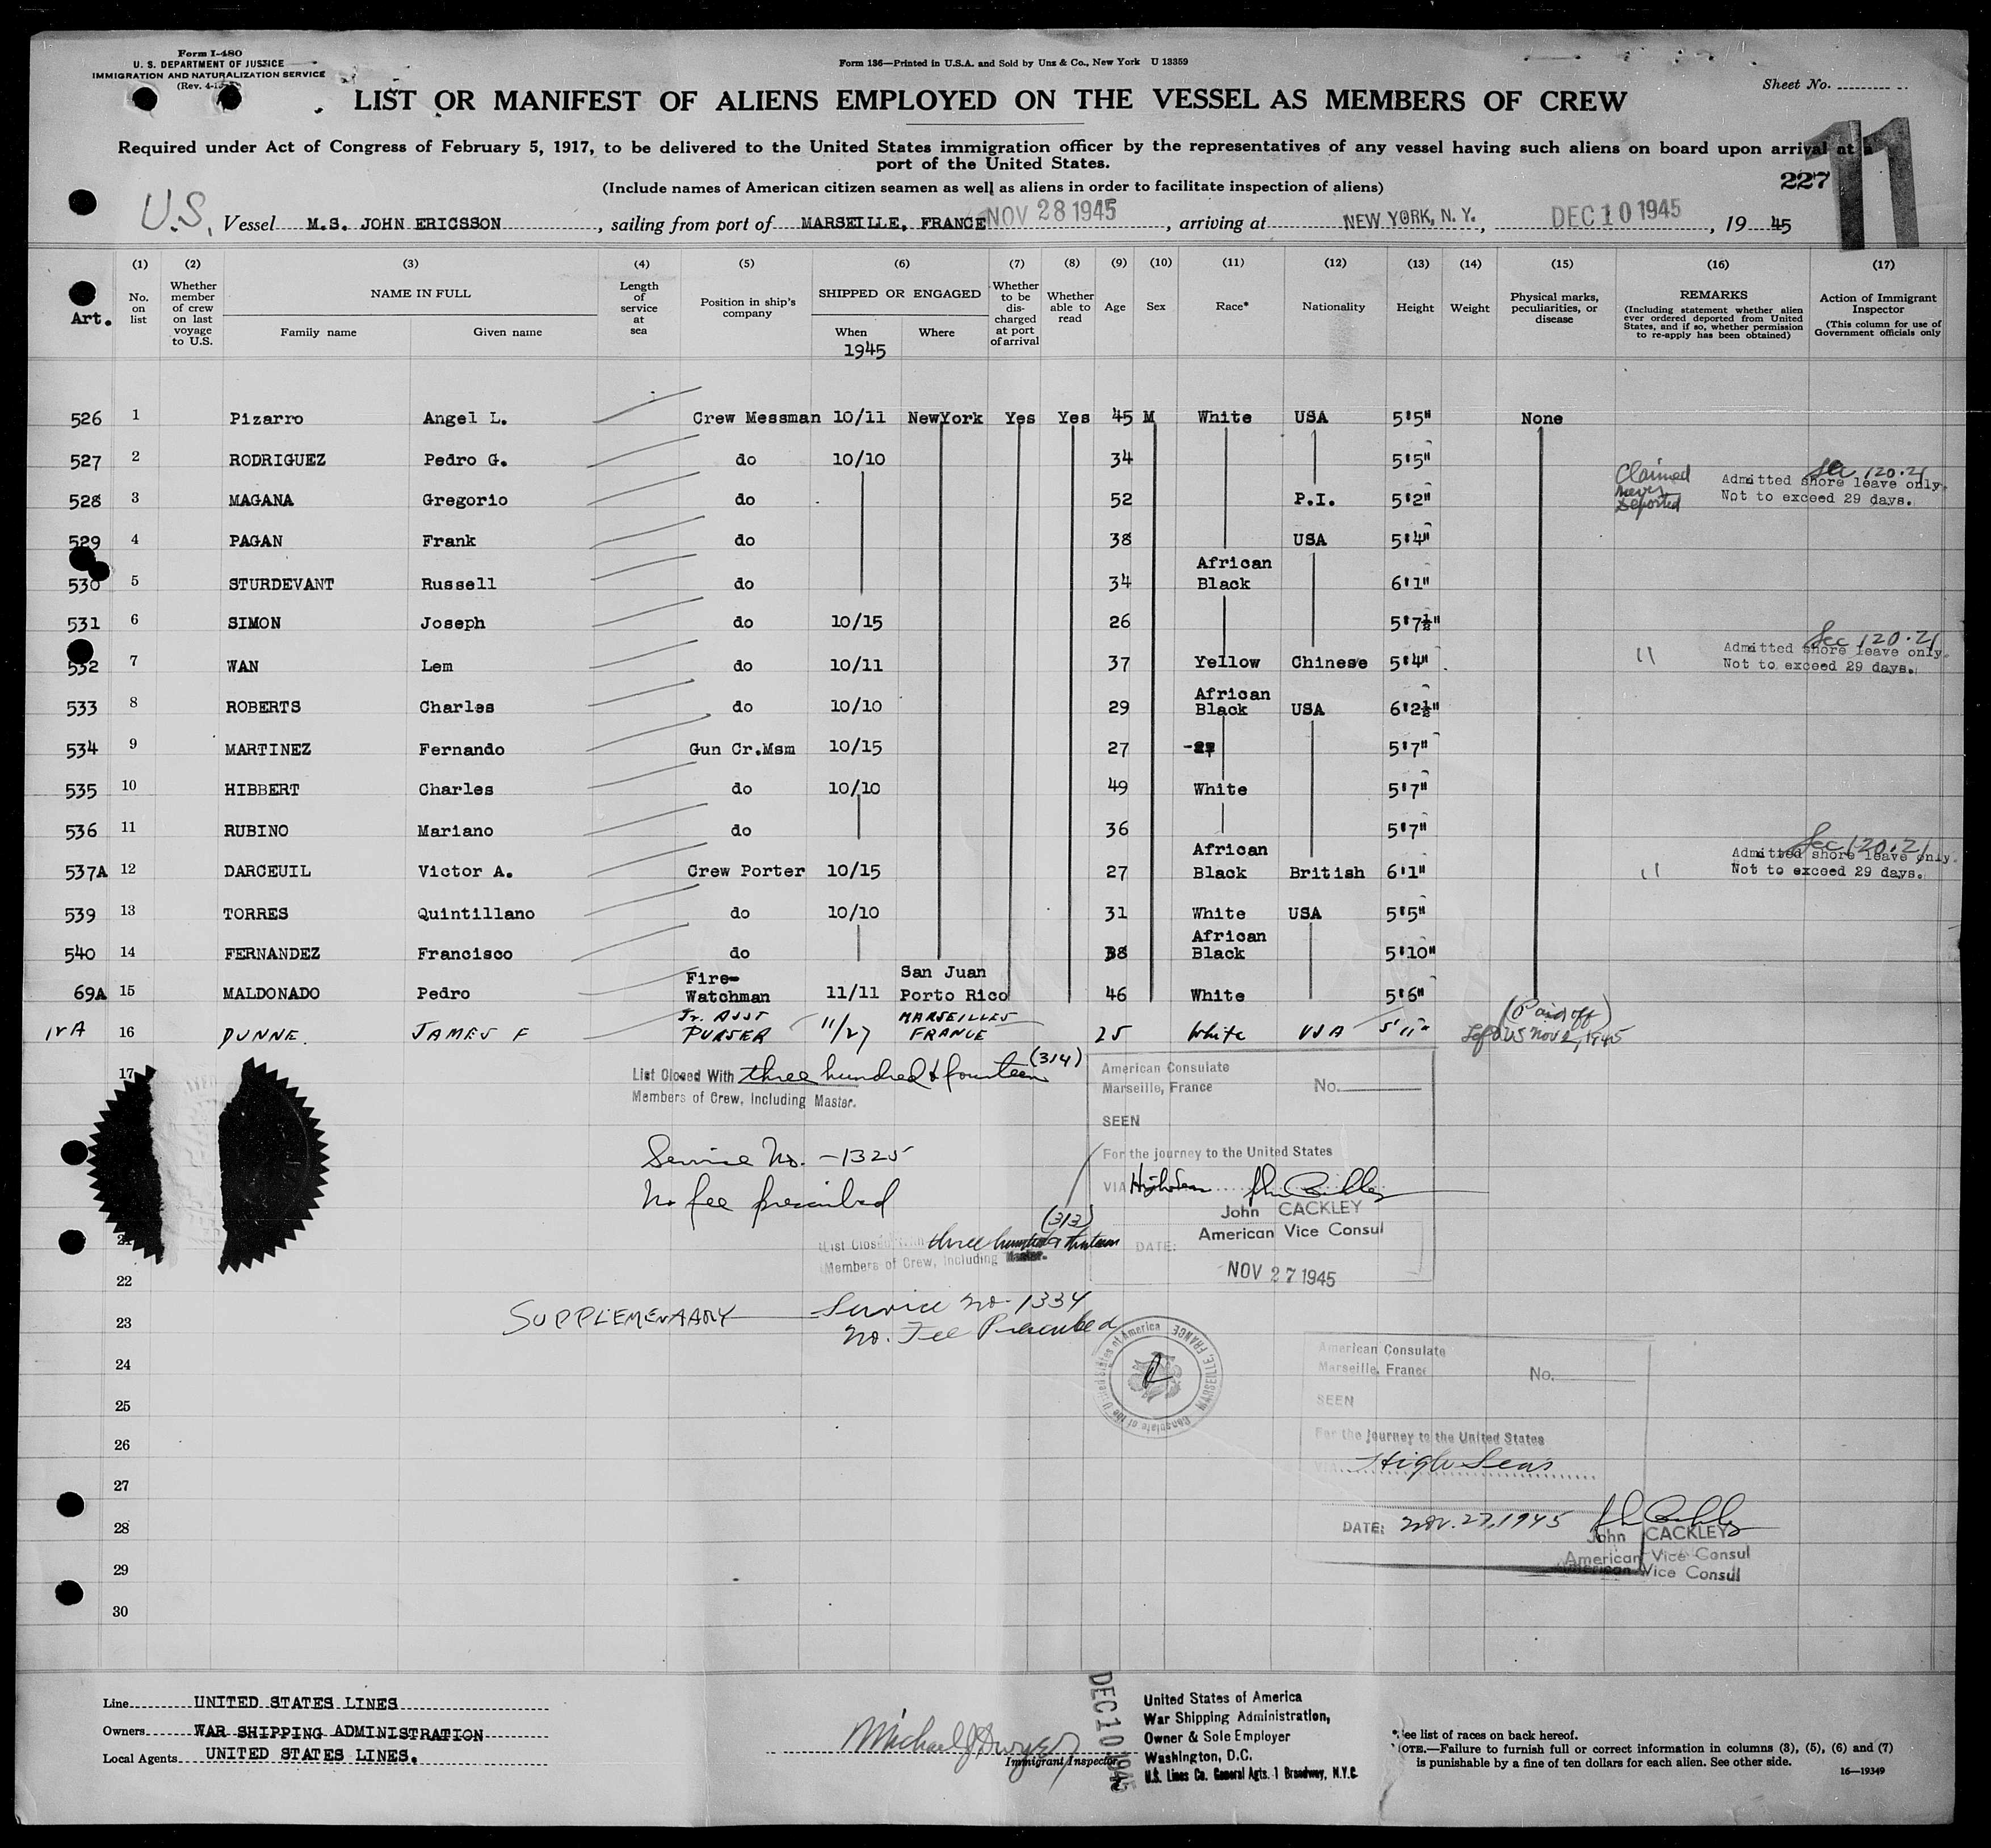 Form I-480
U. S. DEPARTMENT OF JUSTICE
IMMIGRATION AND NATURALIZATION SERVICE
(Rev. 4-1
Form 136—Printed in U.S.A. and Sold by Unz & Co., New York U 13359
Sheet No.
LIST OR MANIFEST OF ALIENS EMPLOYED ON THE VESSEL AS MEMBERS OF CREW
11
Required under Act of Congress of February 5, 1917, to be delivered to the United States immigration officer by the representatives of any vessel having such aliens on board upon arrival at a
port of the United States.
(Include names of American citizen seamen as well as aliens in order to facilitate inspection of aliens)
227
U.S. Vessel M.S. JOHN ERICSSON, sailing from port of MARSEILLE, FRANCE NOV 28 1945, arriving at NEW YORK, N. Y., DEC 10 1945, 19 45
(1) (2) (3) (4) (5) (6) (7) (8) (9) (10) (11) (12) (13) (14) (15) (16) (17)
Art. No. on list Whether member of crew on last voyage to U.S. NAME IN FULL Family name Given name Length of service at sea Position in ship's company SHIPPED OR ENGAGED When 1945 Where Whether to be discharged at port of arrival Whether able to read Age Sex Race* Nationality Height Weight Physical marks, peculiarities, or disease REMARKS (Including statement whether alien ever ordered deported from United States, and if so, whether permission to re-apply has been obtained) Action of Immigrant Inspector (This column for use of Government officials only
526 1 Pizarro Angel L. Crew Messman 10/11 NewYork Yes Yes 45 M White USA 5'5" None
527 2 RODRIGUEZ Pedro G. do 10/10 34 5'5"
528 3 MAGANA Gregorio do 52 P.I. 5'2" Claimed never deported Sec 120.21 Admitted shore leave only. Not to exceed 29 days.
529 4 PAGAN Frank do 38 USA 5'4"
530 5 STURDEVANT Russell do 34 African Black 6'1"
531 6 SIMON Joseph do 10/15 26 5'7½"
532 7 WAN Lem do 10/11 37 Yellow Chinese 5'4" " Sec 120.21 Admitted shore leave only. Not to exceed 29 days.
533 8 ROBERTS Charles do 10/10 29 African Black USA 6'2½"
534 9 MARTINEZ Fernando Gun Cr.Msm 10/15 27 5'7"
535 10 HIBBERT Charles do 10/10 49 White 5'7"
536 11 RUBINO Mariano do 36 5'7"
537A 12 DARCEUIL Victor A. Crew Porter 10/15 27 African Black British 6'1" " Sec 120.21 Admitted shore leave only. Not to exceed 29 days.
539 13 TORRES Quintillano do 10/10 31 White USA 5'5"
540 14 FERNANDEZ Francisco do 38 African Black 5'10"
69A 15 MALDONADO Pedro Fire-Watchman 11/11 San Juan Porto Rico 46 White 5'6"
16 DUNNE. JAMES F Jr. ASST PURSER 11/27 MARSEILLES FRANCE 25 White USA 5'11" (Paid off) Left US Nov 2, 1945
17
List Closed With three hundred & fourteen (314)
Members of Crew, Including Master.
American Consulate
Marseille, France No.
SEEN
For the journey to the United States
VIA High Seas
John CACKLEY
American Vice Consul
DATE:
NOV 27 1945
Service No. -1325
No fee prescribed
(313)
List Closed With three hundred & thirteen
Members of Crew, Including Master.
21
22
SUPPLEMENTARY Service No. 1334
No. Fee Prescribed
23
24
25
26
27
28
29
30
Consulate of the United States of America MARSEILLE, FRANCE
American Consulate
Marseille, France No.
SEEN
For the journey to the United States
VIA High Seas
DATE: Nov. 27, 1945
John CACKLEY
American Vice Consul
American Vice Consul
Line UNITED STATES LINES
Owners WAR SHIPPING ADMINISTRATION
Local Agents UNITED STATES LINES.
Michael J Dwyer
Immigrant Inspector
DEC 10 1945
United States of America
War Shipping Administration,
Owner & Sole Employer
Washington, D.C.
U.S. Lines Co. General Agts. 1 Broadway, N.Y.C.
*See list of races on back hereof.
NOTE.—Failure to furnish full or correct information in columns (3), (5), (6) and (7)
is punishable by a fine of ten dollars for each alien. See other side.
16—19349